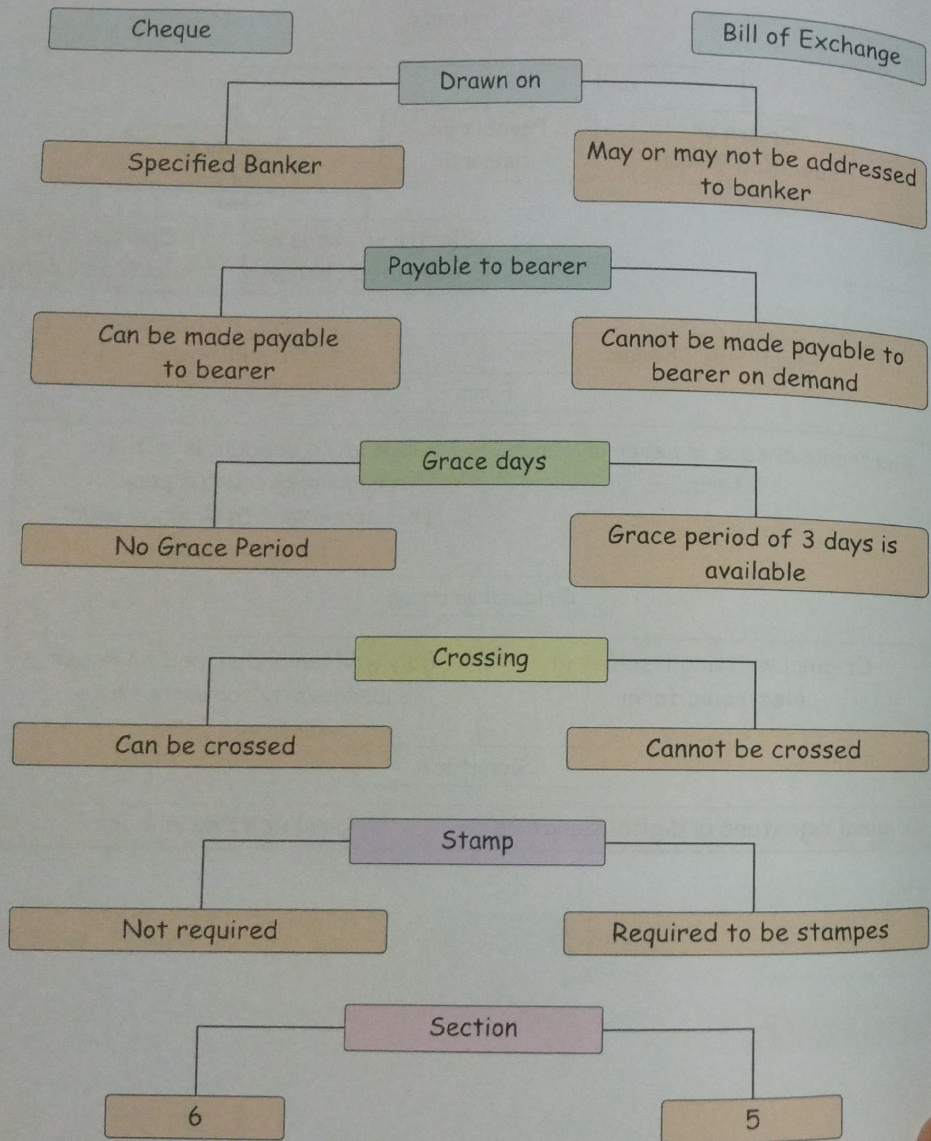 Cheque
Bill of Exchange
Drawn on
Specified Banker
May or may not be addressed
to banker
Payable to bearer
Can be made payable
to bearer
Cannot be made payable to
bearer on demand
Grace days
No Grace Period
Grace period of 3 days is
available
Crossing
Can be crossed
Cannot be crossed
Stamp
Not required
Required to be stampes
Section
6
5